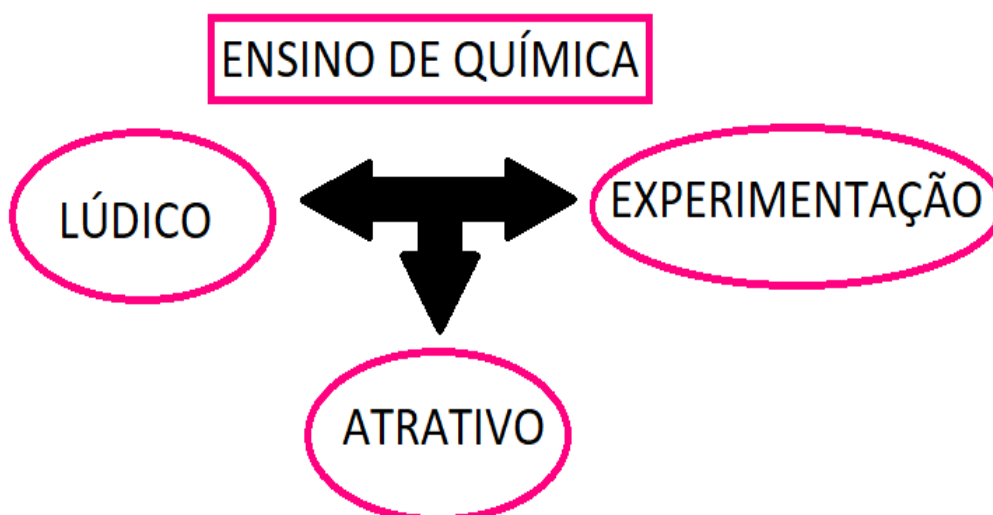 ENSINO DE QUÍMICA
LÚDICO
EXPERIMENTAÇÃO
ATRATIVO